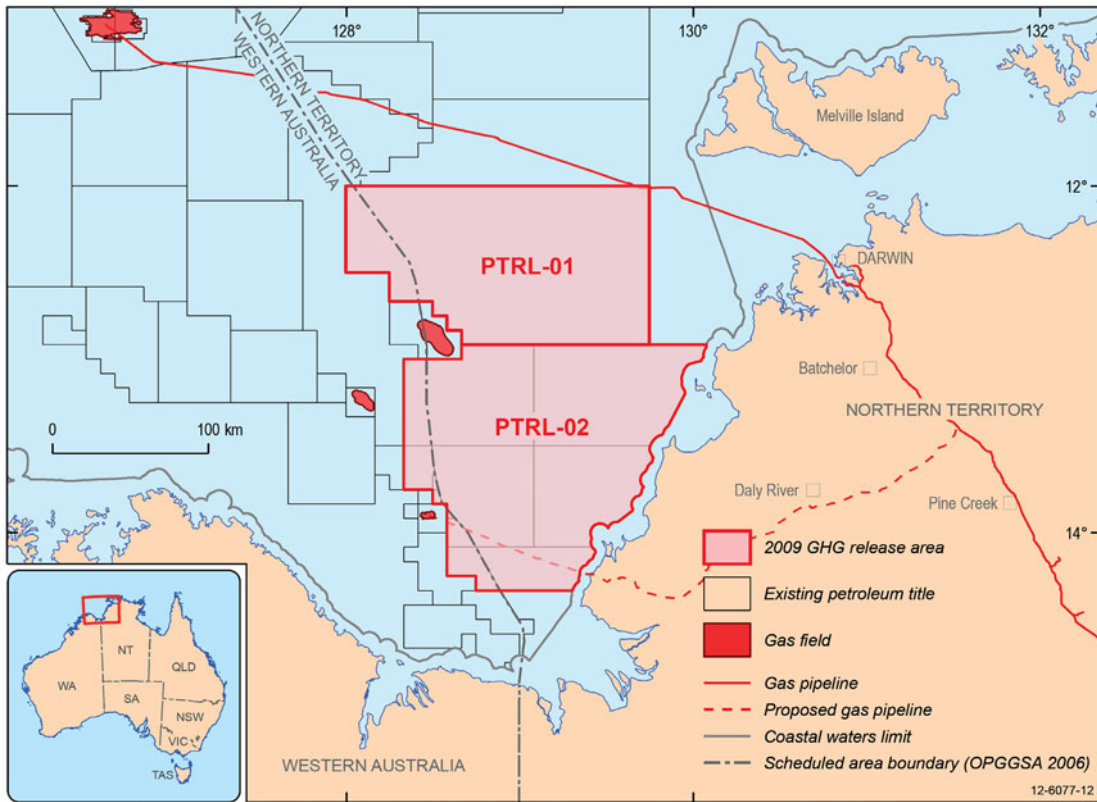 128°
130°
132°
NORTHERN TERRITORY
WESTERN AUSTRALIA
Melville Island
12°
PTRL-01
DARWIN
Batchelor
NORTHERN TERRITORY
0 100 km
PTRL-02
Daly River
Pine Creek
14°
2009 GHG release area
Existing petroleum title
Gas field
Gas pipeline
Proposed gas pipeline
Coastal waters limit
Scheduled area boundary (OPGGSA 2006)
NT
QLD
WA
SA
NSW
VIC
TAS
WESTERN AUSTRALIA
12-6077-12